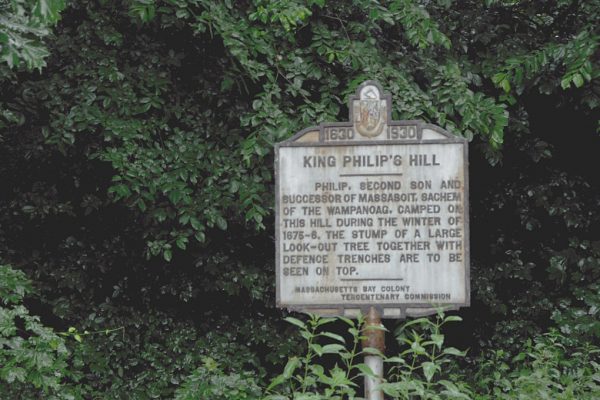 1630 1930
KING PHILIP'S HILL
PHILIP, SECOND SON AND
SUCCESSOR OF MASSASOIT, SACHEM
OF THE WAMPANOAG, CAMPED ON
THIS HILL DURING THE WINTER OF
1675-6. THE STUMP OF A LARGE
LOOK-OUT TREE TOGETHER WITH
DEFENCE TRENCHES ARE TO BE
SEEN ON TOP.
MASSACHUSETTS BAY COLONY
TERCENTENARY COMMISSION